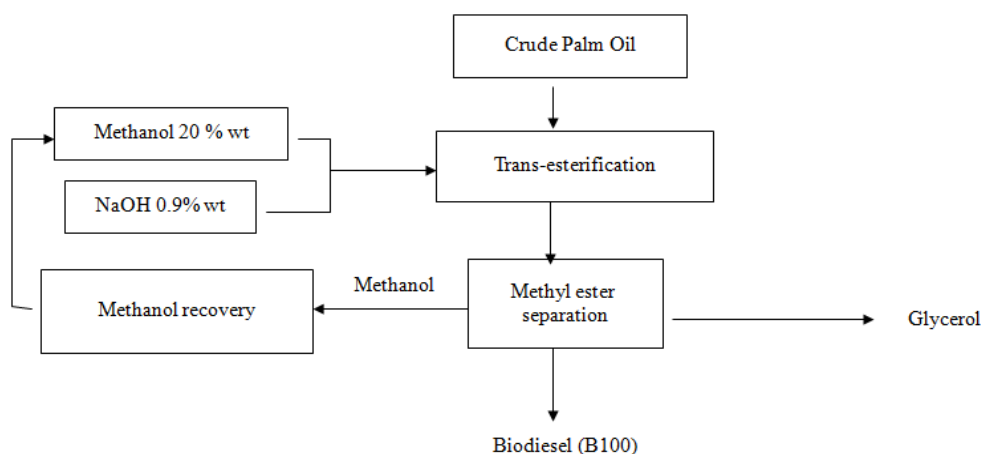 Crude Palm Oil
Methanol 20 % wt
Trans-esterification
NaOH 0.9% wt
Methanol
Methanol recovery
Methyl ester
separation
Glycerol
Biodiesel (B100)